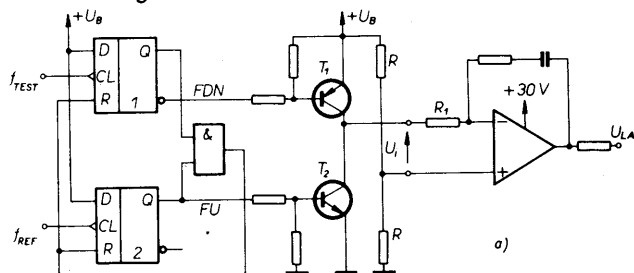 +U_B
+U_B
D
Q
f_TEST
CL
R
1
FDN
T_1
R
R_1
+30 V
&
U_i
U_LA
T_2
D
Q
FU
f_REF
CL
R
2
R
a)
−
+